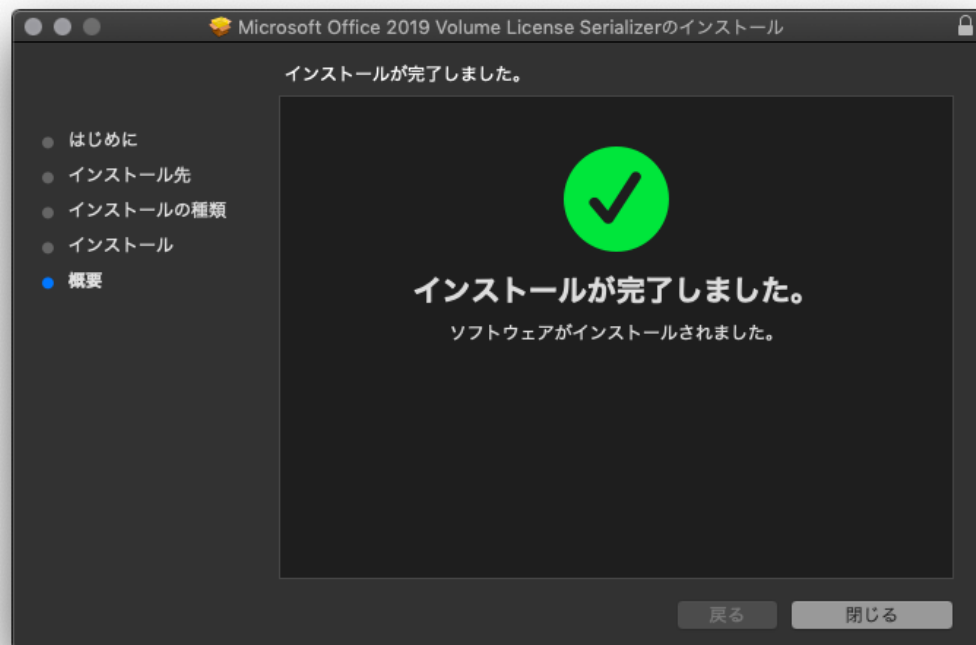 Microsoft Office 2019 Volume License Serializerのインストール
インストールが完了しました。
はじめに
インストール先
インストールの種類
インストール
概要
インストールが完了しました。
ソフトウェアがインストールされました。
戻る
閉じる